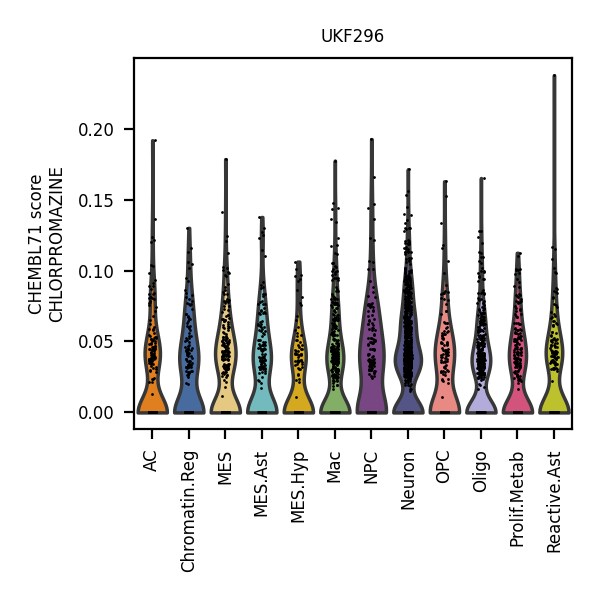 UKF296
CHEMBL71 score
CHLORPROMAZINE
0.20
0.15
0.10
0.05
0.00
AC
Chromatin.Reg
MES
MES.Ast
MES.Hyp
Mac
NPC
Neuron
OPC
Oligo
Prolif.Metab
Reactive.Ast